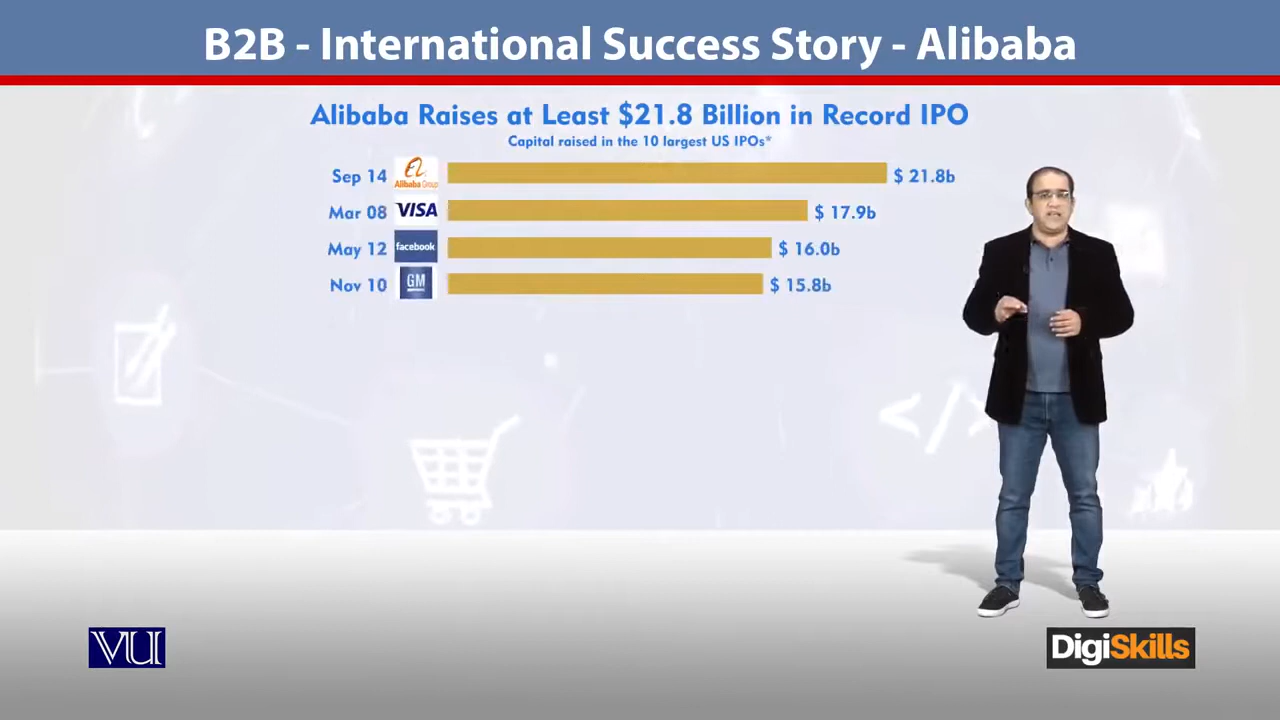 B2B - International Success Story - Alibaba
Alibaba Raises at Least $21.8 Billion in Record IPO
Capital raised in the 10 largest US IPOs*
Sep 14 Alibaba Group $ 21.8b
Mar 08 VISA $ 17.9b
May 12 facebook $ 16.0b
Nov 10 GM $ 15.8b
</>
VU DigiSkills